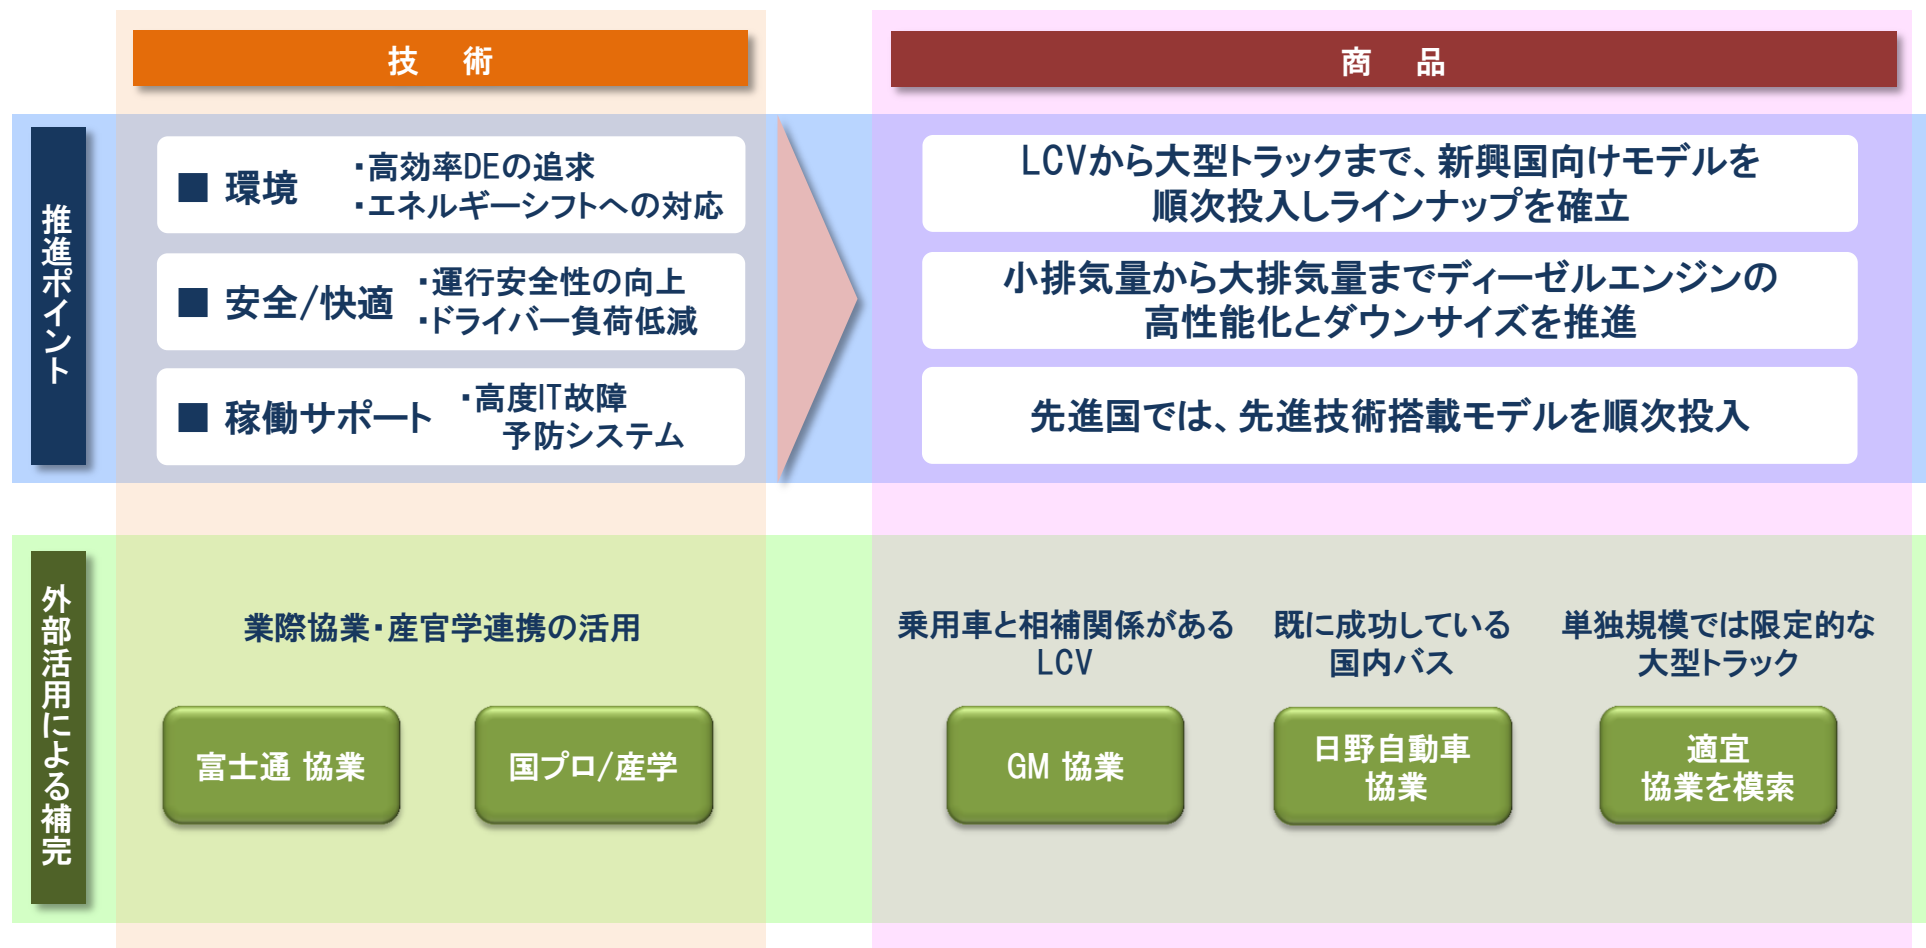 技 術
商 品
推進ポイント
■ 環境
・高効率DEの追求
・エネルギーシフトへの対応
■ 安全/快適
・運行安全性の向上
・ドライバー負荷低減
■ 稼働サポート
・高度IT故障
予防システム
LCVから大型トラックまで、新興国向けモデルを
順次投入しラインナップを確立
小排気量から大排気量までディーゼルエンジンの
高性能化とダウンサイズを推進
先進国では、先進技術搭載モデルを順次投入
外部活用による補完
業際協業・産官学連携の活用
富士通 協業
国プロ/産学
乗用車と相補関係がある
LCV
GM 協業
既に成功している
国内バス
日野自動車
協業
単独規模では限定的な
大型トラック
適宜
協業を模索